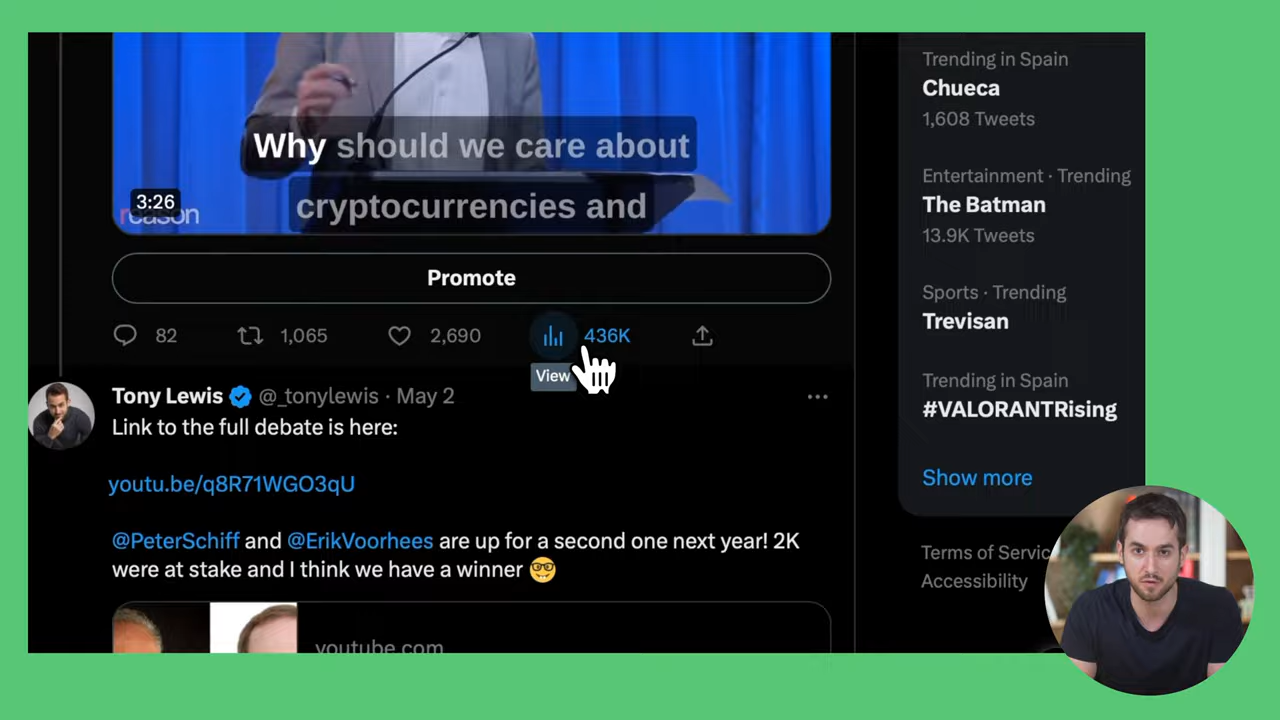 Why should we care about
cryptocurrencies and
3:26
reason
Promote
82 1,065 2,690 436K
View
Tony Lewis @_tonylewis · May 2
Link to the full debate is here:
youtu.be/q8R71WGO3qU
@PeterSchiff and @ErikVoorhees are up for a second one next year! 2K
were at stake and I think we have a winner 🤓
youtube.com
Trending in Spain
Chueca
1,608 Tweets
Entertainment · Trending
The Batman
13.9K Tweets
Sports · Trending
Trevisan
Trending in Spain
#VALORANTRising
Show more
Terms of Servic
Accessibility